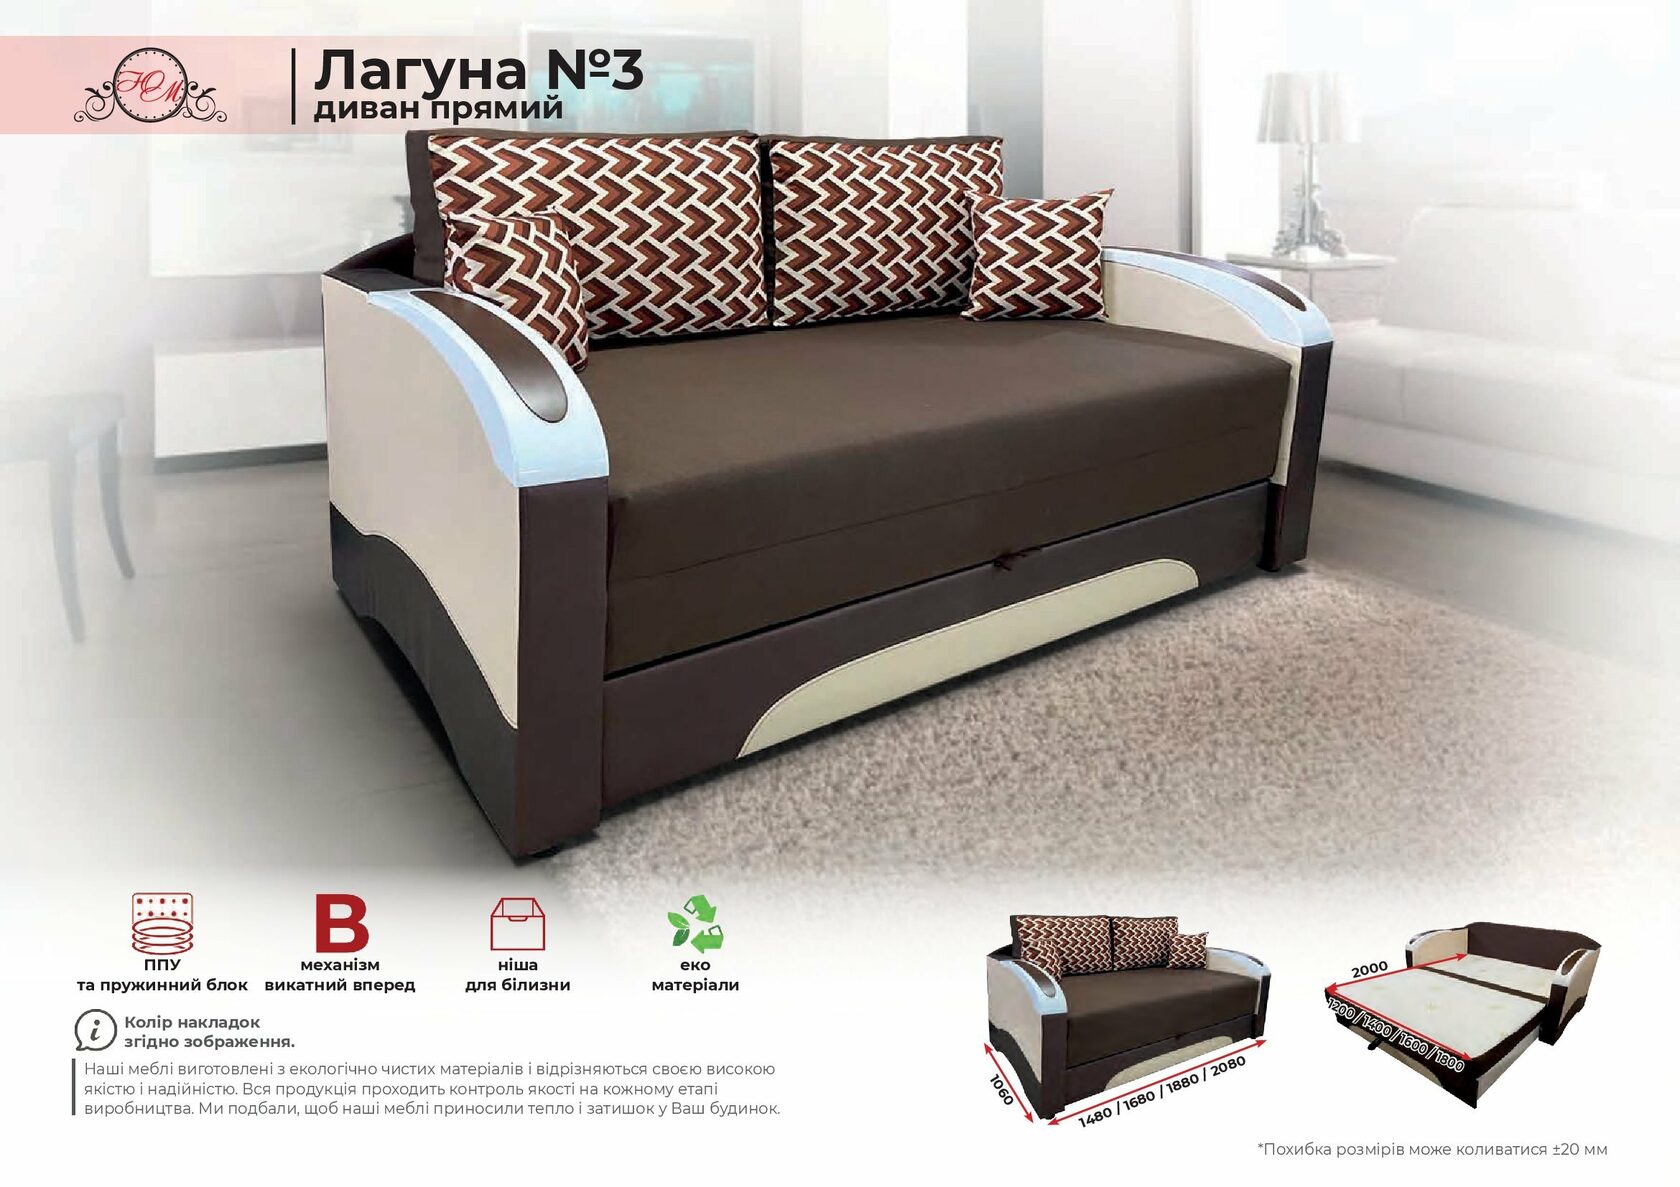 ЮМ
Лагуна №3
диван прямий
ППУ
та пружинний блок
В
механізм
викатний вперед
ніша
для білизни
еко
матеріали
i
Колір накладок
згідно зображення.
Наші меблі виготовлені з екологічно чистих матеріалів і відрізняються своєю високою
якістю і надійністю. Вся продукція проходить контроль якості на кожному етапі
виробництва. Ми подбали, щоб наші меблі приносили тепло і затишок у Ваш будинок.
1060
1480 / 1680 / 1880 / 2080
2000
1200 / 1400 / 1600 / 1800
*Похибка розмірів може коливатися ±20 мм